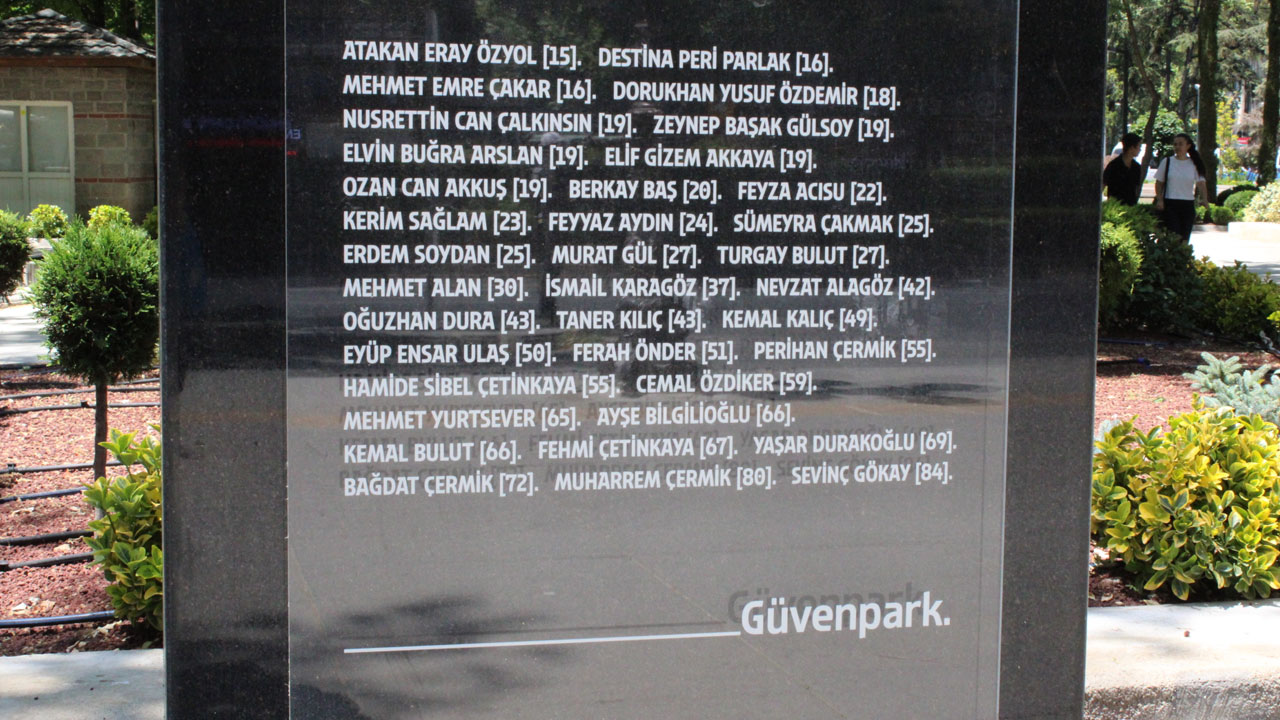 ATAKAN ERAY ÖZYOL [15]. DESTİNA PERİ PARLAK [16].
MEHMET EMRE ÇAKAR [16]. DORUKHAN YUSUF ÖZDEMİR [18].
NUSRETTİN CAN ÇALKINSIN [19]. ZEYNEP BAŞAK GÜLSOY [19].
ELVİN BUĞRA ARSLAN [19]. ELİF GİZEM AKKAYA [19].
OZAN CAN AKKUŞ [19]. BERKAY BAŞ [20]. FEYZA ACISU [22].
KERİM SAĞLAM [23]. FEYYAZ AYDIN [24]. SÜMEYRA ÇAKMAK [25].
ERDEM SOYDAN [25]. MURAT GÜL [27]. TURGAY BULUT [27].
MEHMET ALAN [30]. İSMAİL KARAGÖZ [37]. NEVZAT ALAGÖZ [42].
OĞUZHAN DURA [43]. TANER KILIÇ [43]. KEMAL KALIÇ [49].
EYÜP ENSAR ULAŞ [50]. FERAH ÖNDER [51]. PERİHAN ÇERMİK [55].
HAMİDE SİBEL ÇETİNKAYA [55]. CEMAL ÖZDİKER [59].
MEHMET YURTSEVER [65]. AYŞE BİLGİLİOĞLU [66].
KEMAL BULUT [66]. FEHMİ ÇETİNKAYA [67]. YAŞAR DURAKOĞLU [69].
BAĞDAT ÇERMİK [72]. MUHARREM ÇERMİK [80]. SEVİNÇ GÖKAY [84].
Güvenpark.